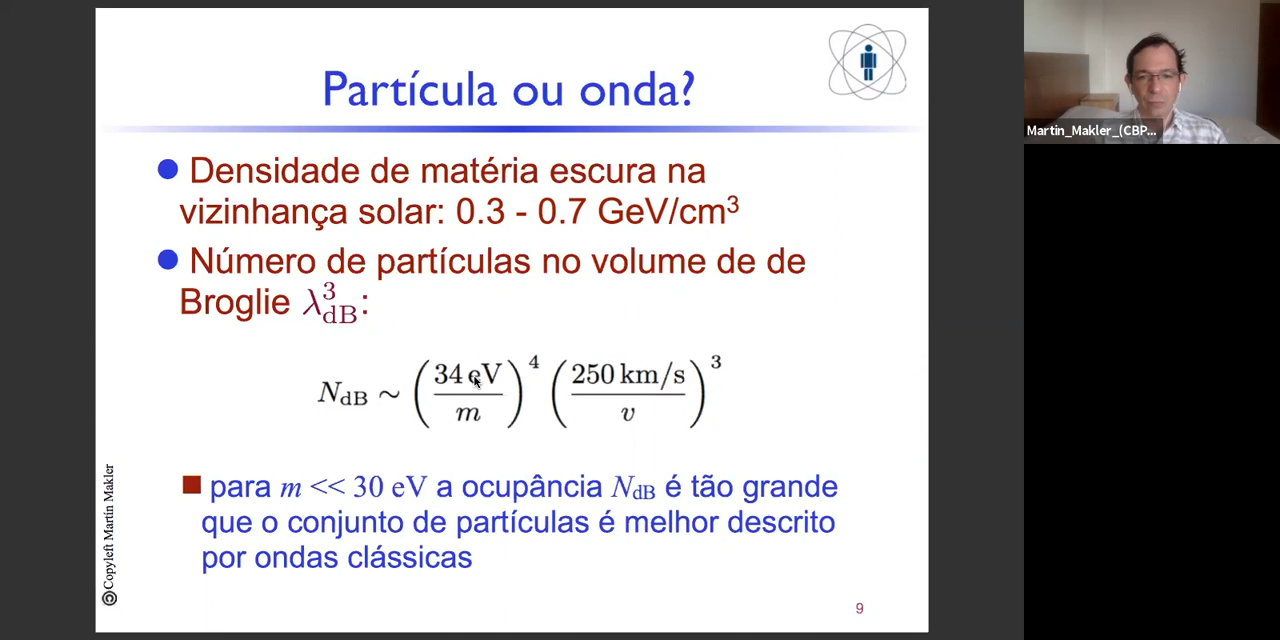 Partícula ou onda?
Densidade de matéria escura na
vizinhança solar: 0.3 - 0.7 GeV/cm³
Número de partículas no volume de de
Broglie λ³dB:
NdB ∼ (34 eV/m)⁴ (250 km/s/v)³
para m << 30 eV a ocupância NdB é tão grande
que o conjunto de partículas é melhor descrito
por ondas clássicas
©Copyleft Martin Makler
9
Martin_Makler_(CBP...